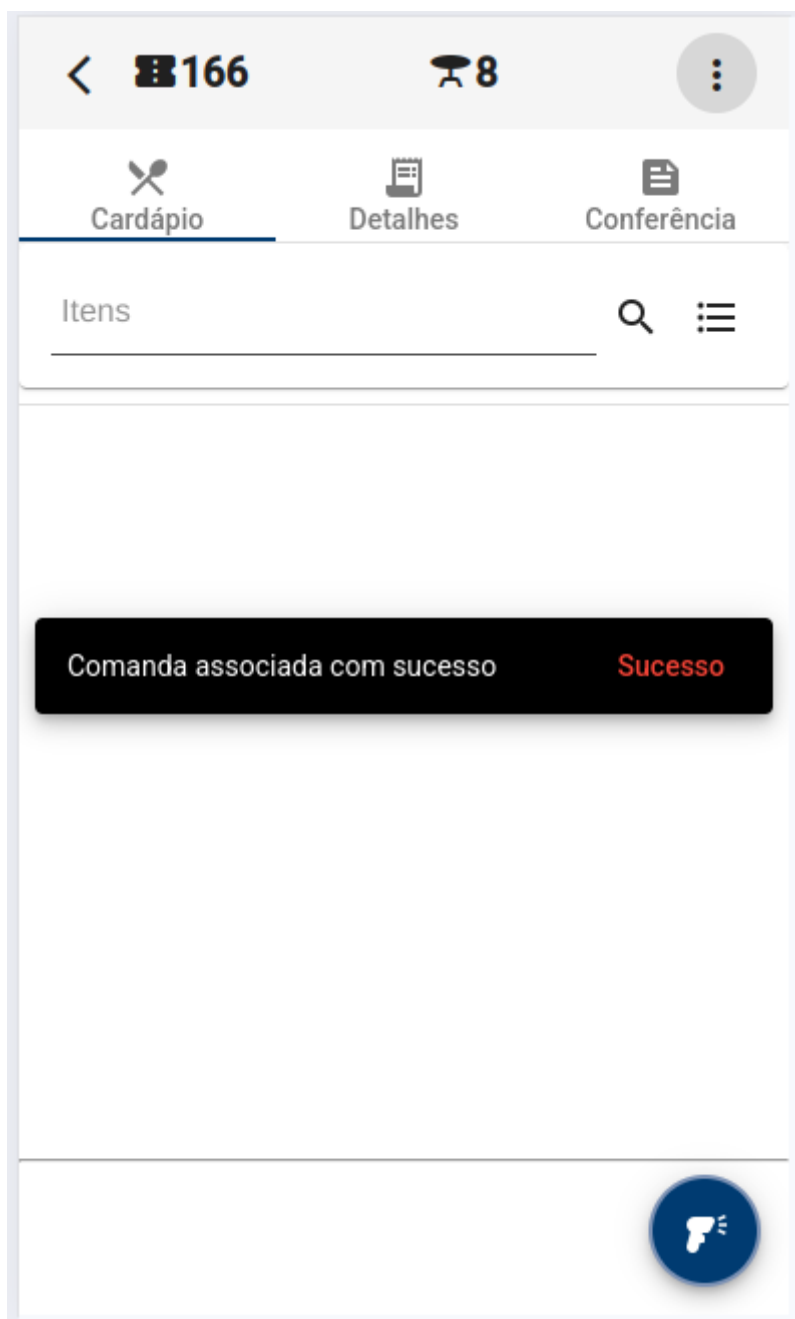 166
8
Cardápio
Detalhes
Conferência
Itens
Comanda associada com sucesso
Sucesso